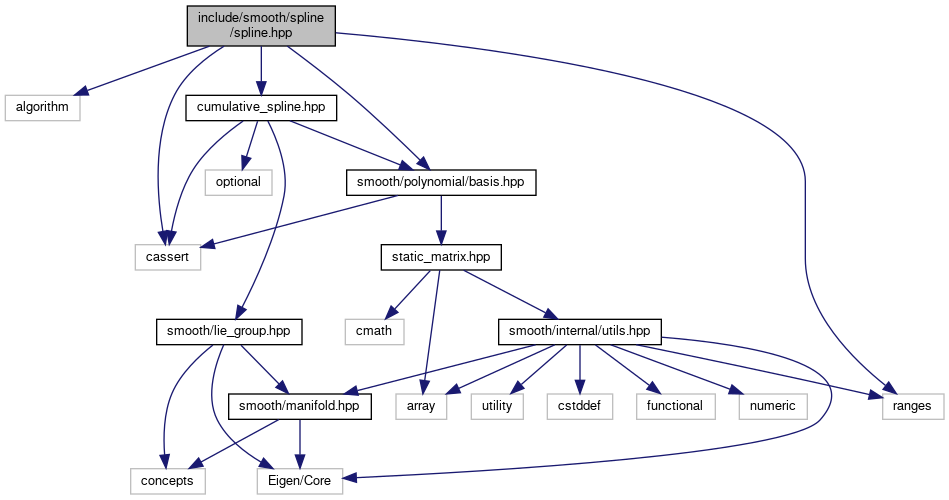 include/smooth/spline
/spline.hpp
algorithm
cumulative_spline.hpp
optional
smooth/polynomial/basis.hpp
cassert
static_matrix.hpp
smooth/lie_group.hpp
cmath
smooth/internal/utils.hpp
smooth/manifold.hpp
array
utility
cstddef
functional
numeric
ranges
concepts
Eigen/Core